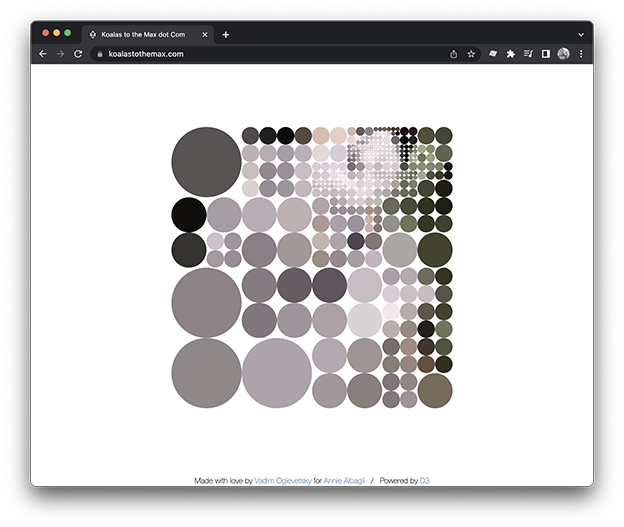 Koalas to the Max dot Com
koalastothemax.com
Made with love by Vadim Ogievetsky for Annie Albagli / Powered by D3